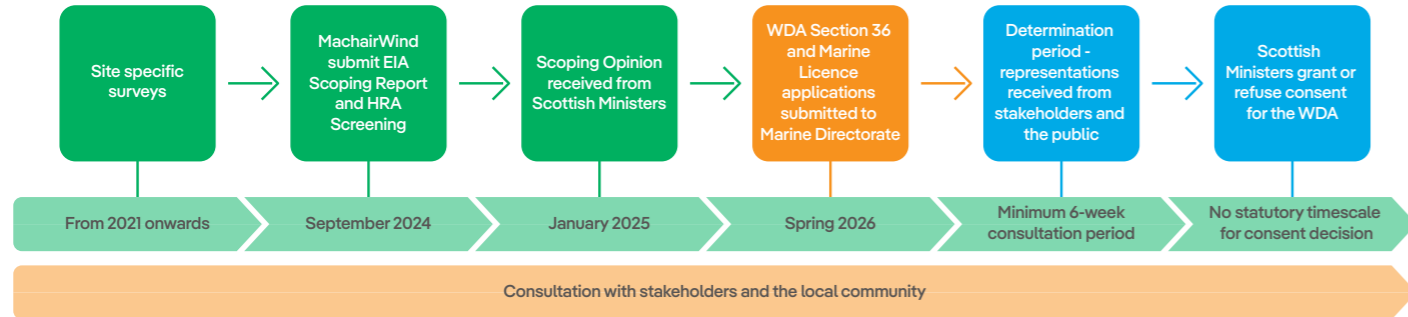 Site specific
surveys
MachairWind
submit EIA
Scoping Report
and HRA
Screening
Scoping Opinion
received from
Scottish Ministers
WDA Section 36
and Marine
Licence
applications
submitted to
Marine Directorate
Determination
period -
representations
received from
stakeholders and
the public
Scottish
Ministers grant or
refuse consent
for the WDA
From 2021 onwards
September 2024
January 2025
Spring 2026
Minimum 6-week
consultation period
No statutory timescale
for consent decision
Consultation with stakeholders and the local community